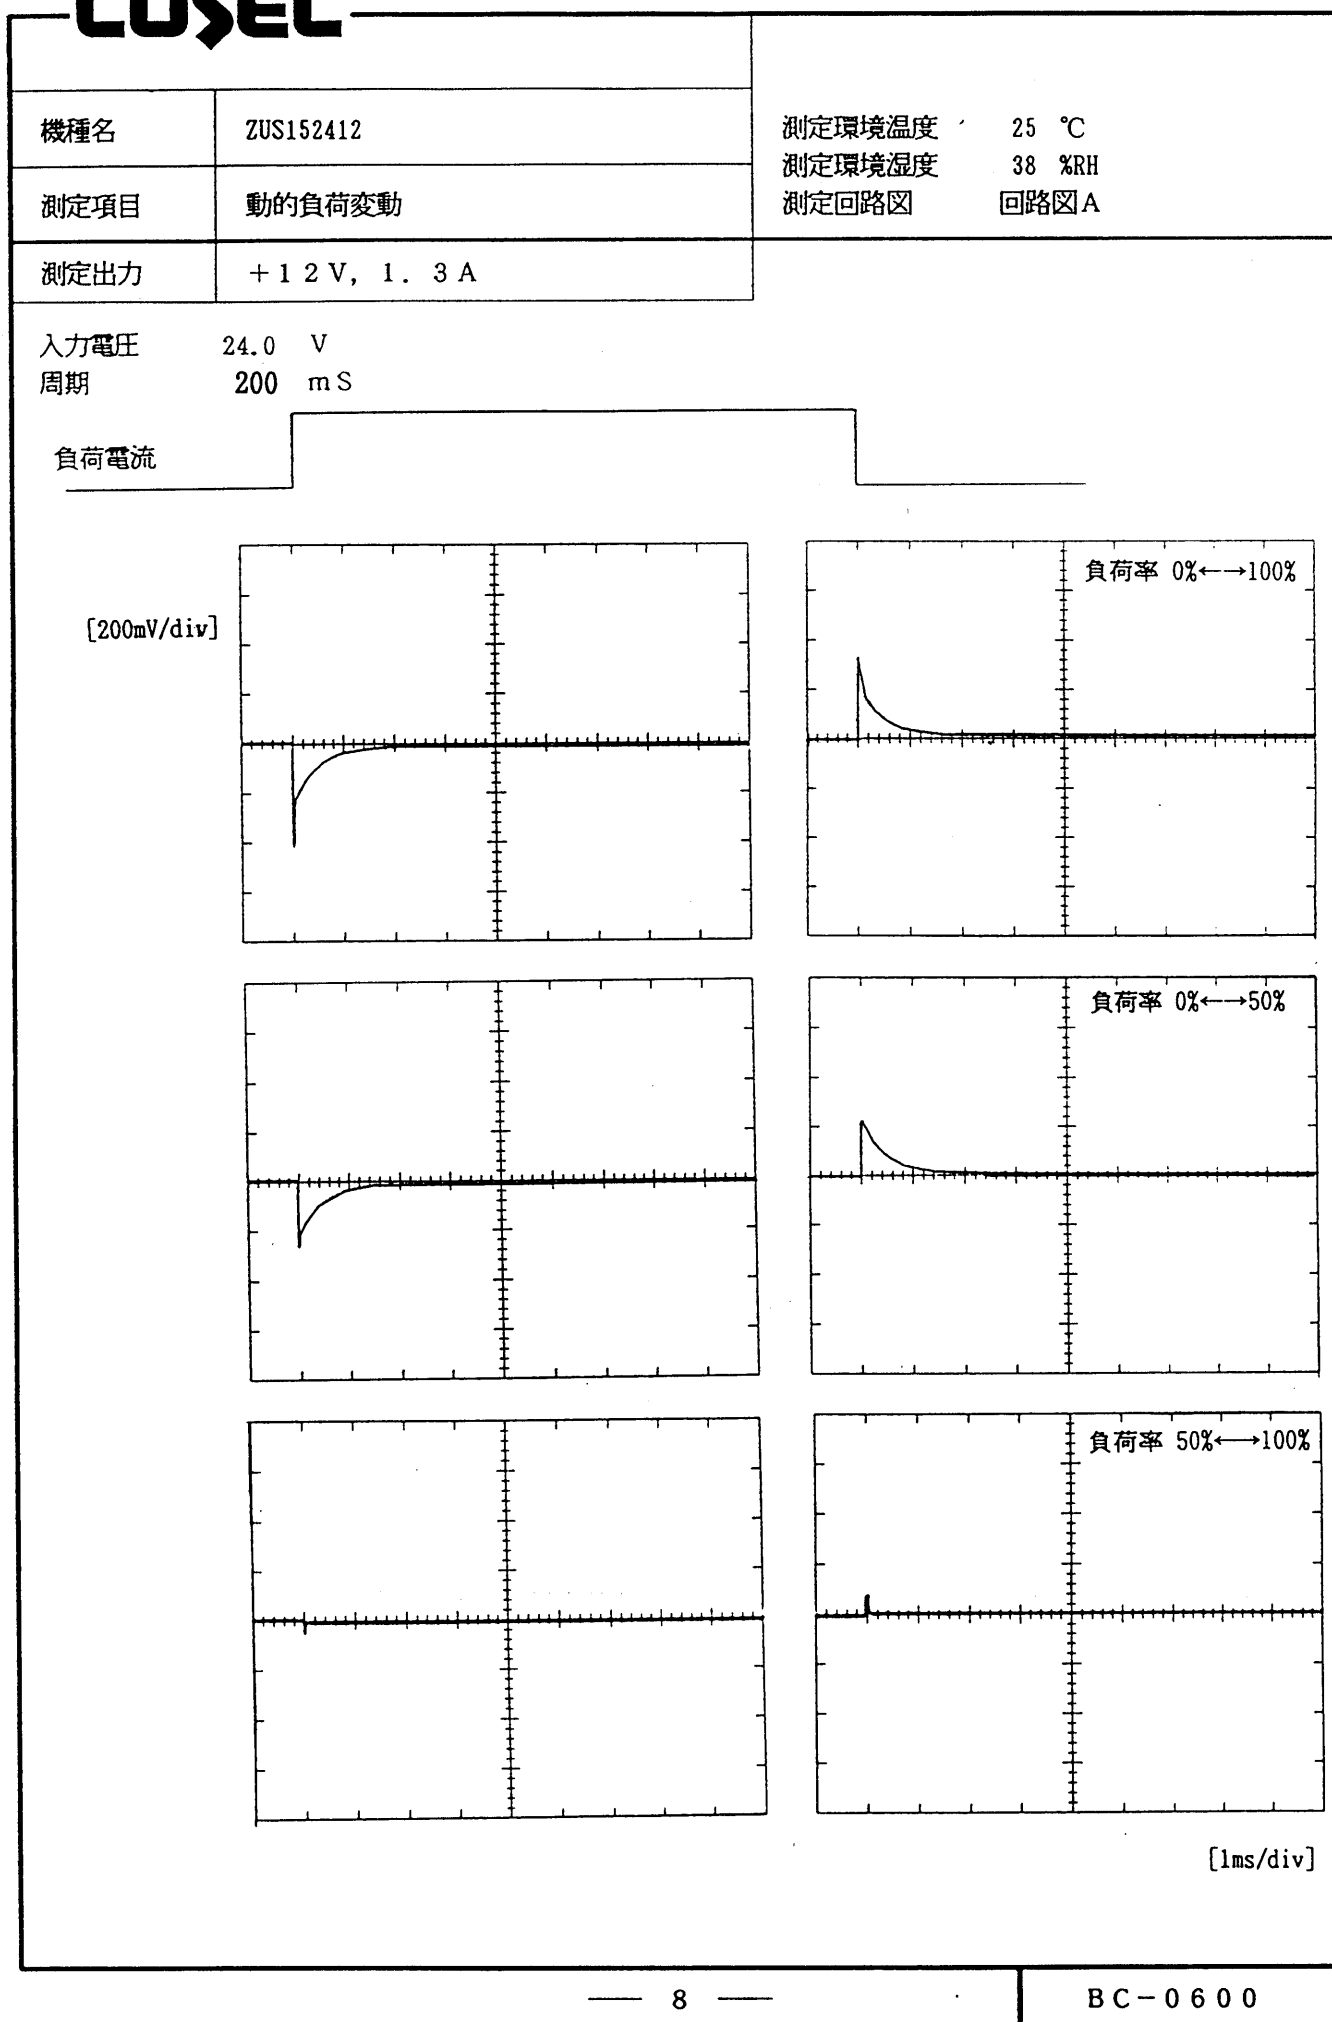 COSEL
機種名 ZUS152412
測定項目 動的負荷変動
測定出力 +12V, 1.3A
測定環境温度 25 ℃
測定環境湿度 38 %RH
測定回路図 回路図A
入力電圧 24.0 V
周期 200 mS
負荷電流
[200mV/div]
負荷率 0%←→100%
負荷率 0%←→50%
負荷率 50%←→100%
[1ms/div]
8
BC-0600